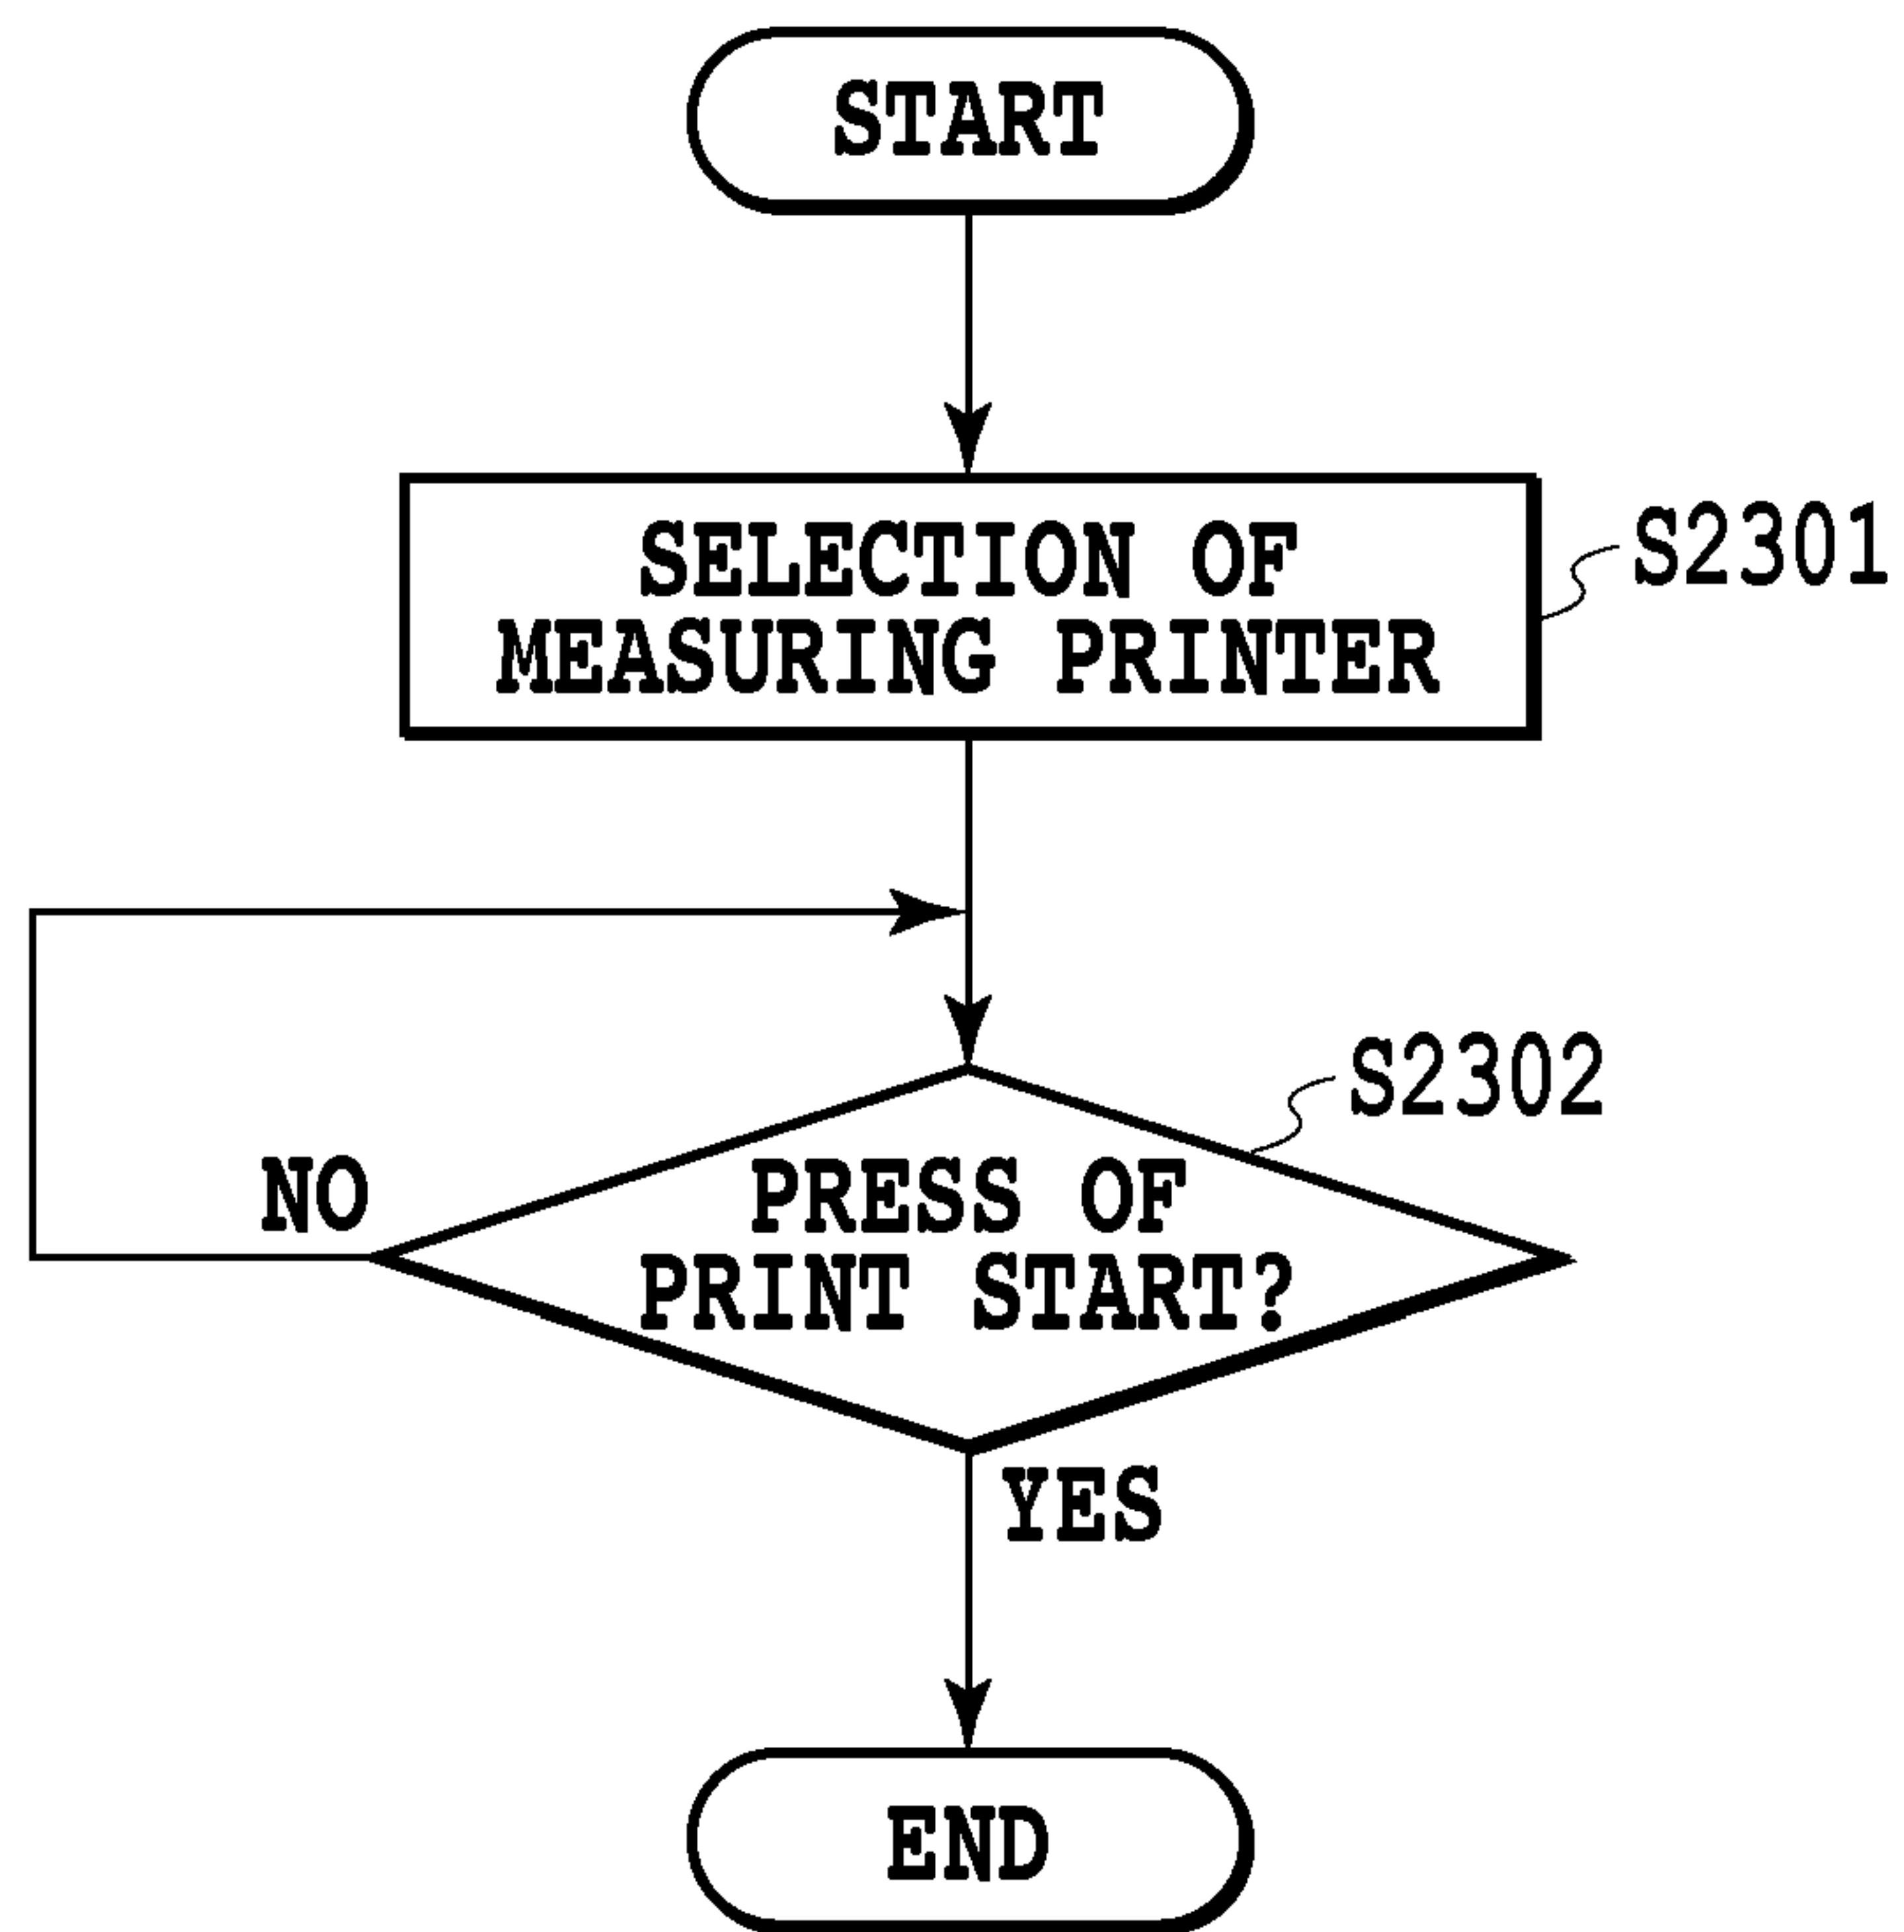 START
SELECTION OF
MEASURING PRINTER
S2301
S2302
PRESS OF
PRINT START?
NO
YES
END